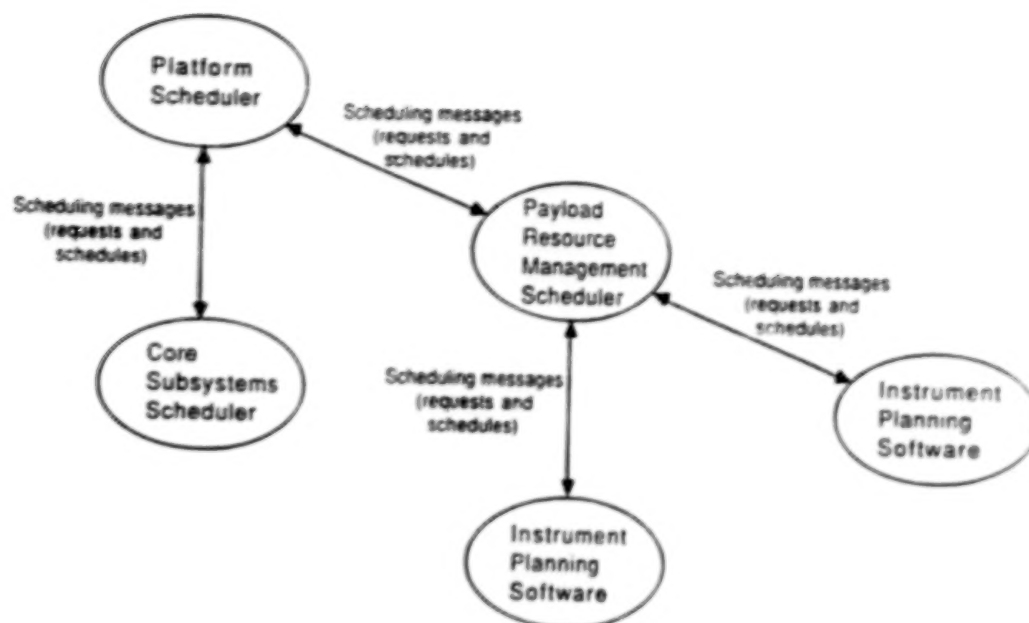 Platform
Scheduler
Scheduling messages
(requests and
schedules)
Scheduling messages
(requests and
schedules)
Payload
Resource
Management
Scheduler
Scheduling messages
(requests and
schedules)
Core
Subsystems
Scheduler
Scheduling messages
(requests and
schedules)
Instrument
Planning
Software
Instrument
Planning
Software